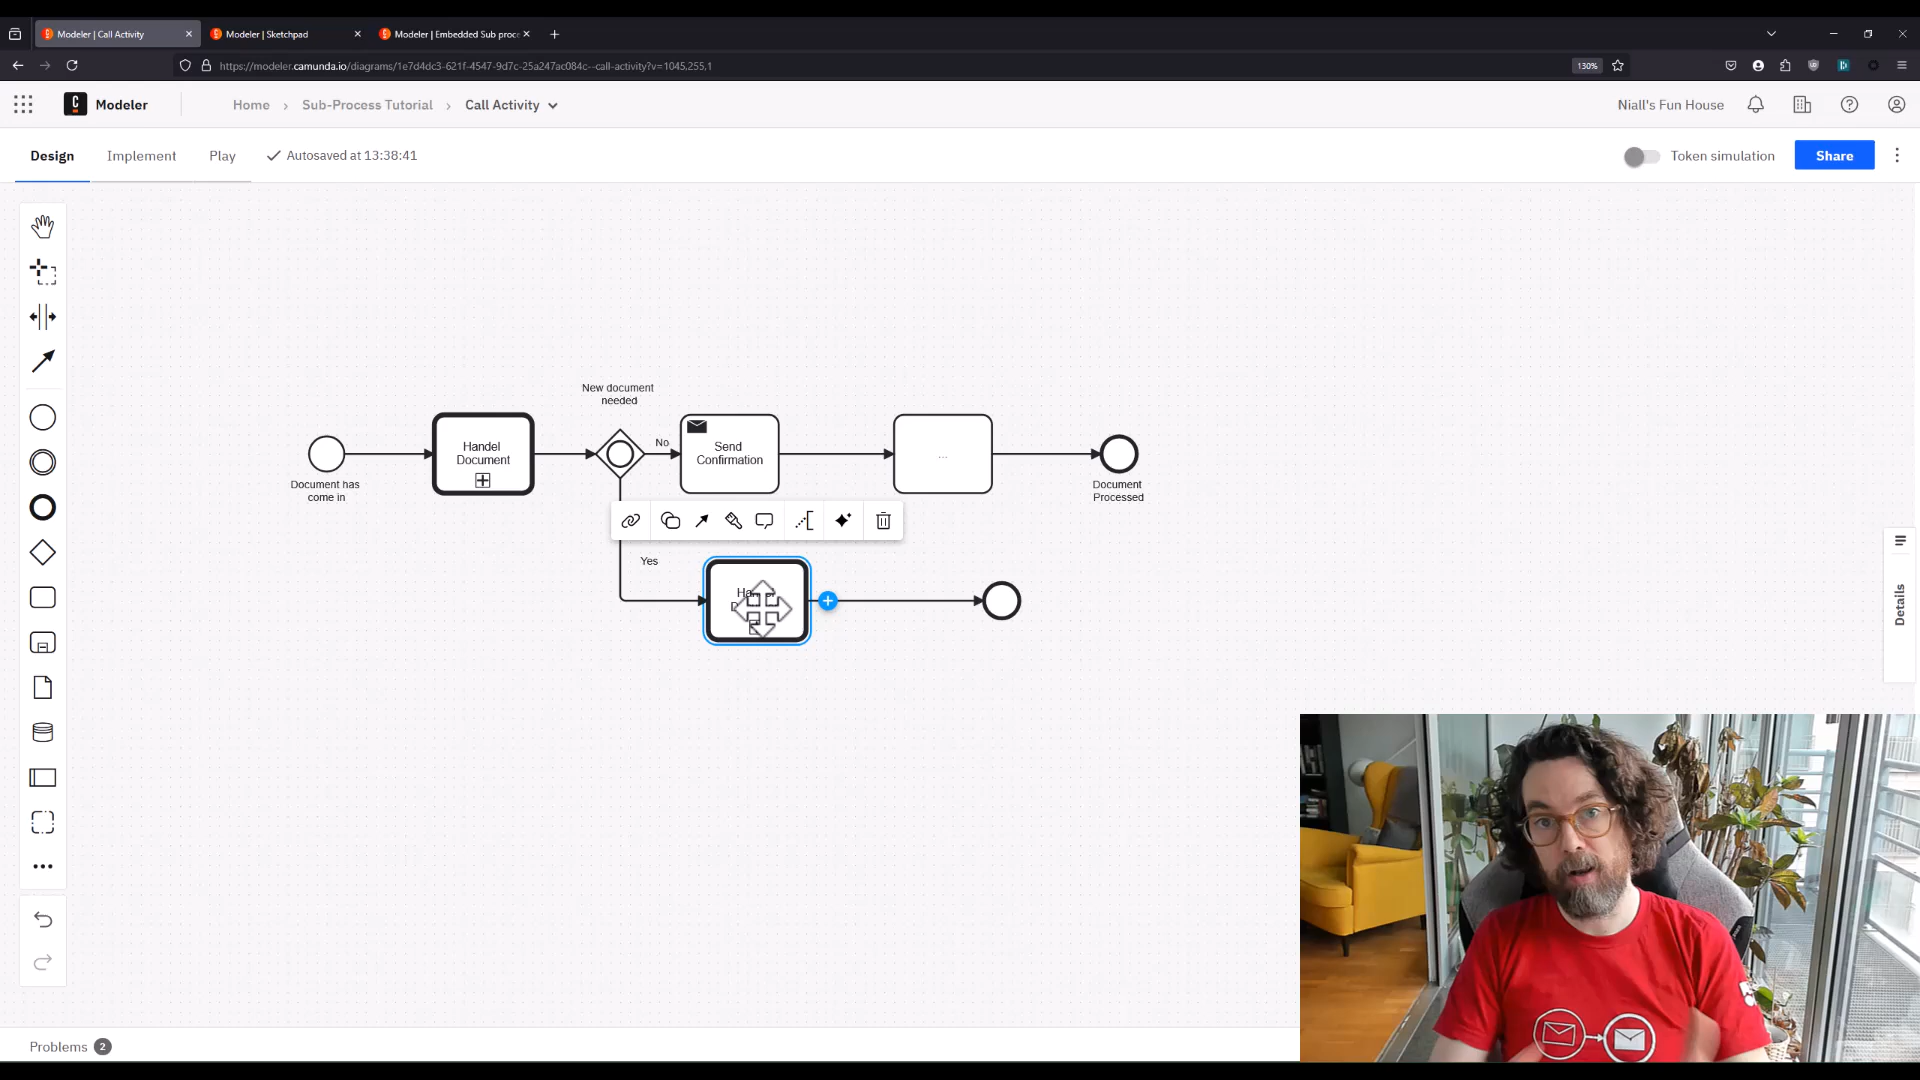 Modeler | Call Activity
Modeler | Sketchpad
Modeler | Embedded Sub proce
https://modeler.camunda.io/diagrams/1e7d4dc3-621f-4547-9d7c-25a247ac084c--call-activity?v=1045,255,1
130%
C
Modeler
Home
Sub-Process Tutorial
Call Activity
Niall's Fun House
Design
Implement
Play
Autosaved at 13:38:41
Token simulation
Share
New document
needed
Handel
Document
No
Send
Confirmation
...
Document has
come in
Document
Processed
Yes
Details
Problems
2